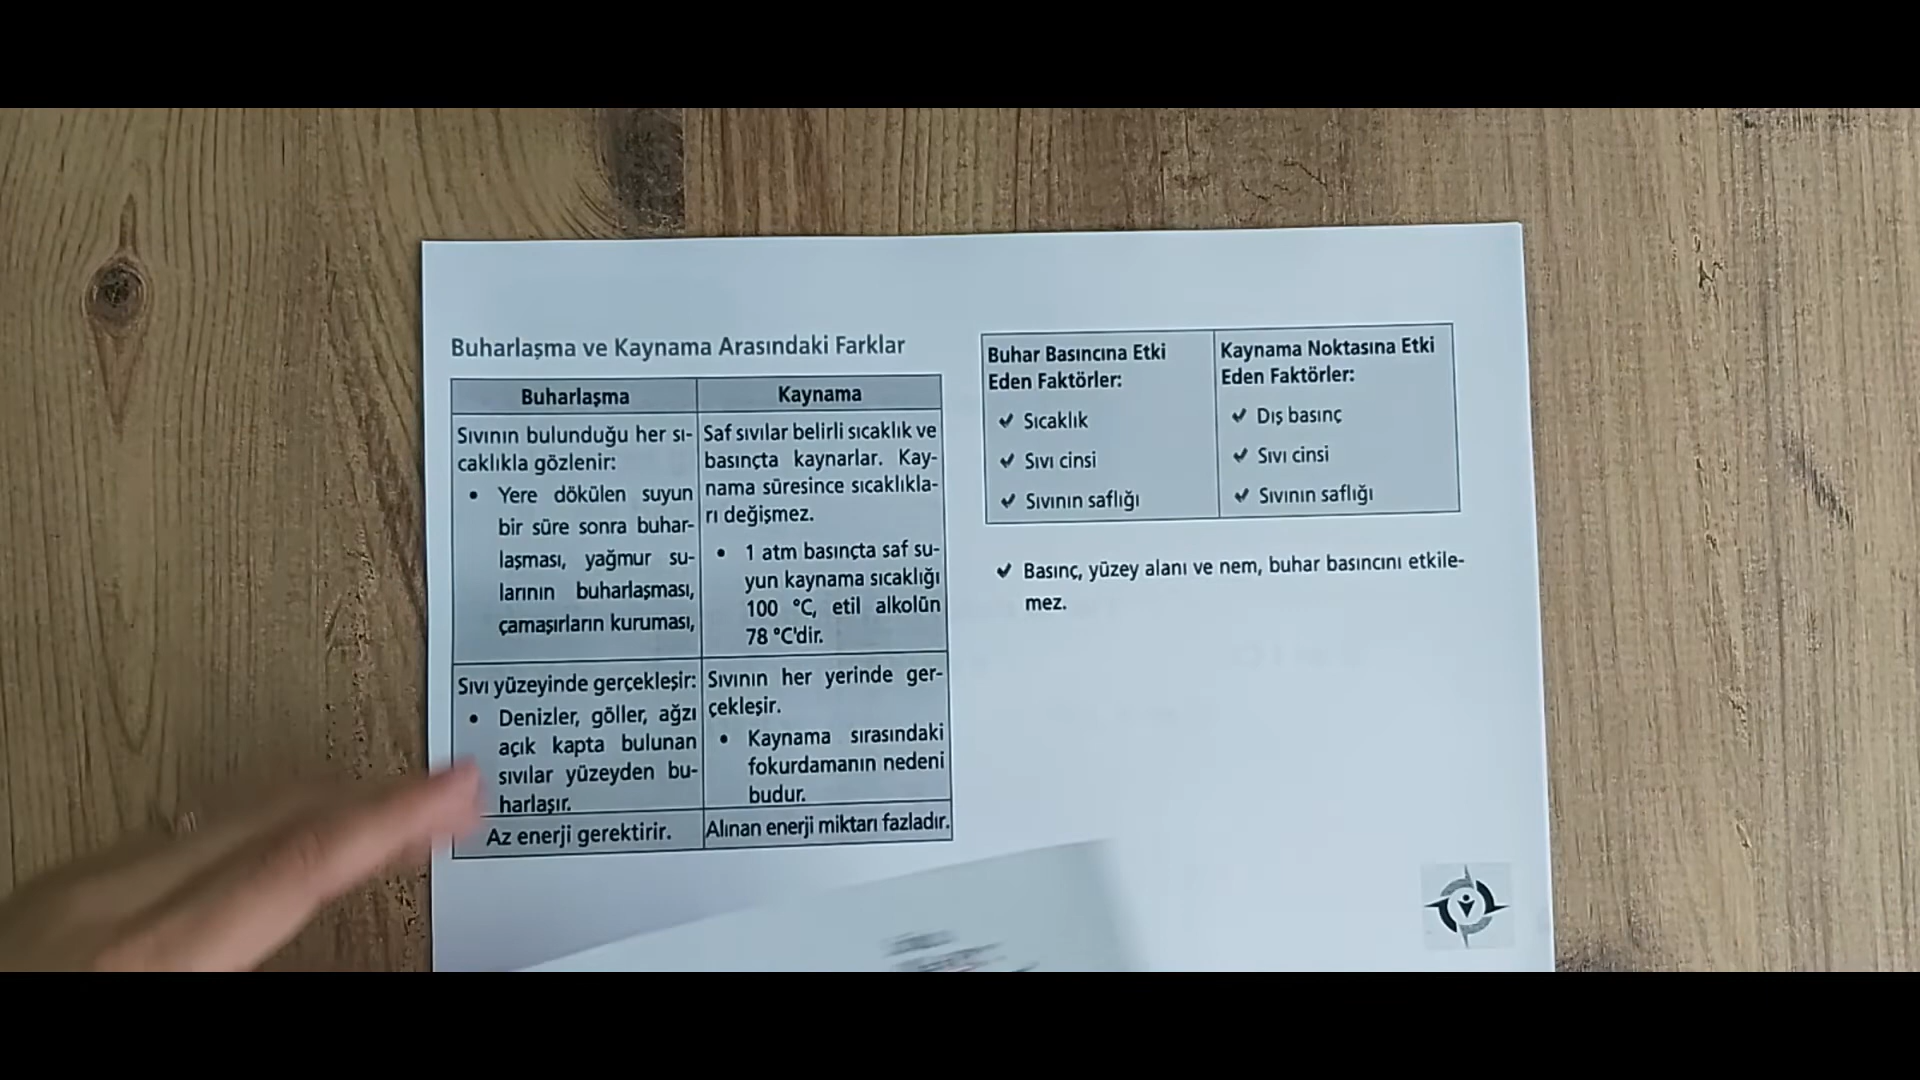 Buharlaşma ve Kaynama Arasındaki Farklar
Buharlaşma
Sıvının bulunduğu her sı-
caklıkla gözlenir:
• Yere dökülen suyun
bir süre sonra buhar-
laşması, yağmur su-
larının buharlaşması,
çamaşırların kuruması,
Kaynama
Saf sıvılar belirli sıcaklık ve
basınçta kaynarlar. Kay-
nama süresince sıcaklıkla-
rı değişmez.
• 1 atm basınçta saf su-
yun kaynama sıcaklığı
100 °C, etil alkolün
78 °C'dir.
Sıvı yüzeyinde gerçekleşir:
• Denizler, göller, ağzı
açık kapta bulunan
sıvılar yüzeyden bu-
harlaşır.
Sıvının her yerinde ger-
çekleşir.
• Kaynama sırasındaki
fokurdamanın nedeni
budur.
Az enerji gerektirir.
Alınan enerji miktarı fazladır.
Buhar Basıncına Etki
Eden Faktörler:
✔ Sıcaklık
✔ Sıvı cinsi
✔ Sıvının saflığı
Kaynama Noktasına Etki
Eden Faktörler:
✔ Dış basınç
✔ Sıvı cinsi
✔ Sıvının saflığı
✔ Basınç, yüzey alanı ve nem, buhar basıncını etkile-
mez.